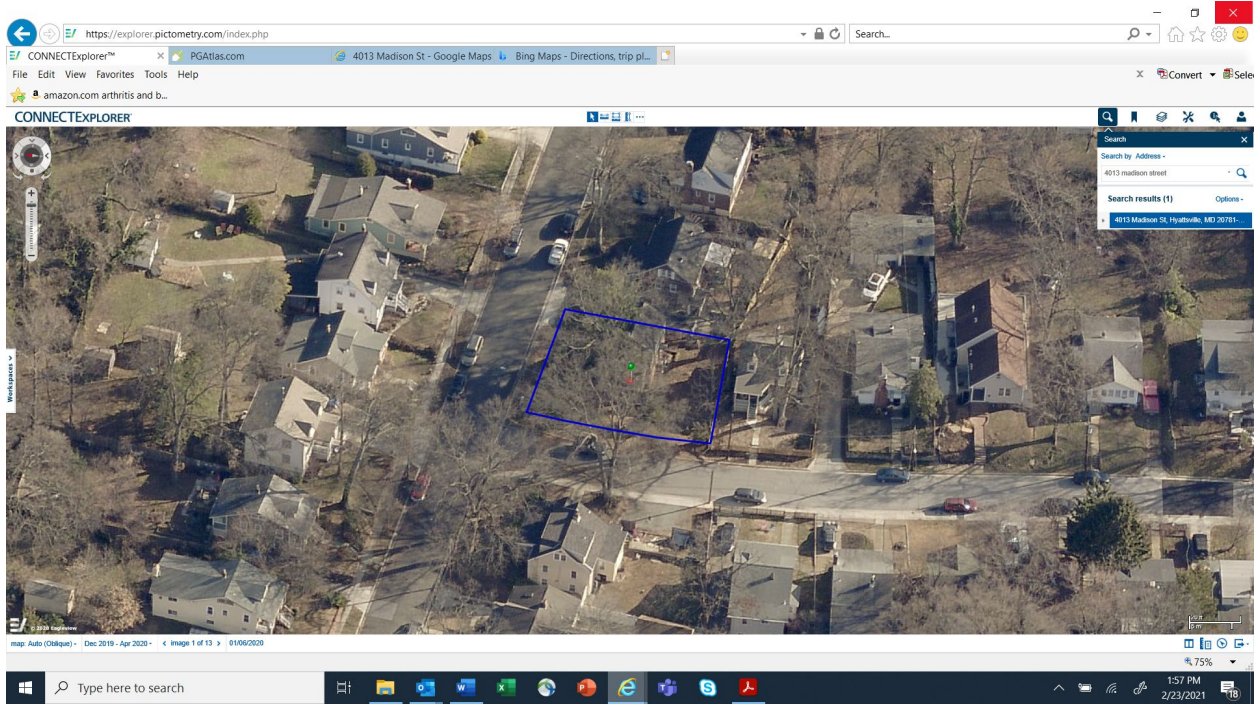 https://explorer.pictometry.com/index.php
Search...
CONNECTExplorer™
PGAtlas.com
4013 Madison St - Google Maps
Bing Maps - Directions, trip pl...
File Edit View Favorites Tools Help
x Convert Sele
amazon.com arthritis and b...
CONNECTEXPLORER
Search
Search by Address
4013 madison street
Search results (1) Options
4013 Madison St, Hyattsville, MD 20781-...
Workspaces
map: Auto (Oblique) Dec 2019 - Apr 2020 < image 1 of 13 > 01/06/2020
75%
Type here to search
1:57 PM
2/23/2021
18